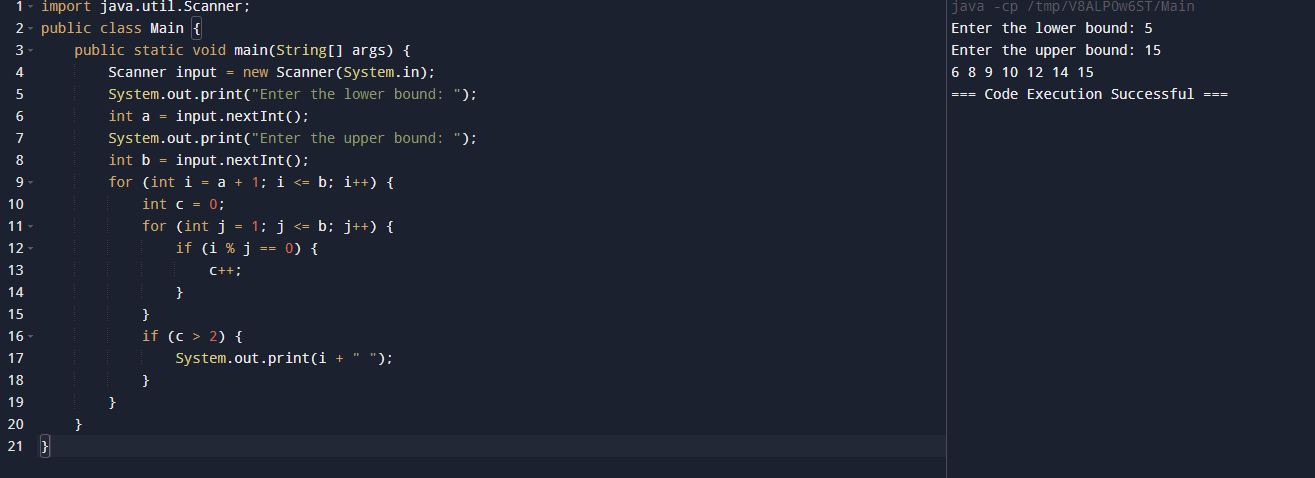 1 import java.util.Scanner;
2 public class Main {
3     public static void main(String[] args) {
4         Scanner input = new Scanner(System.in);
5         System.out.print("Enter the lower bound: ");
6         int a = input.nextInt();
7         System.out.print("Enter the upper bound: ");
8         int b = input.nextInt();
9         for (int i = a + 1; i <= b; i++) {
10             int c = 0;
11             for (int j = 1; j <= b; j++) {
12                 if (i % j == 0) {
13                     c++;
14                 }
15             }
16             if (c > 2) {
17                 System.out.print(i + " ");
18             }
19         }
20     }
21 }
java -cp /tmp/V8ALPOw6ST/Main
Enter the lower bound: 5
Enter the upper bound: 15
6 8 9 10 12 14 15
=== Code Execution Successful ===